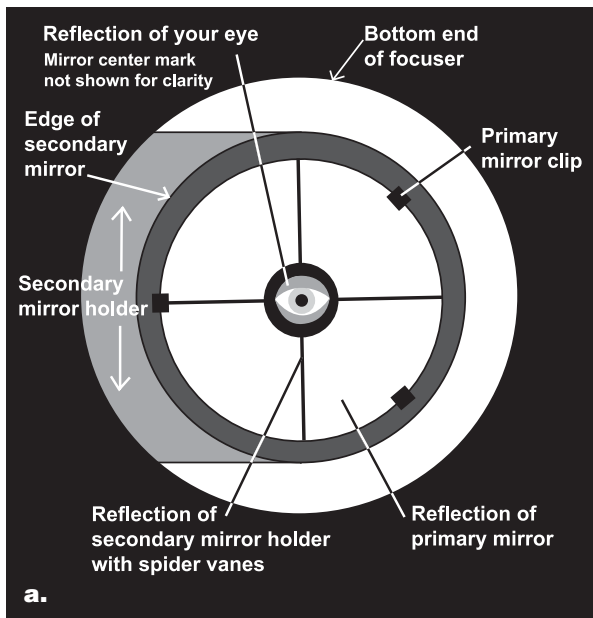 Reflection of your eye
Mirror center mark
not shown for clarity
Bottom end
of focuser
Edge of
secondary
mirror
Primary
mirror clip
Secondary
mirror holder
Reflection of
secondary mirror holder
with spider vanes
Reflection of
primary mirror
a.